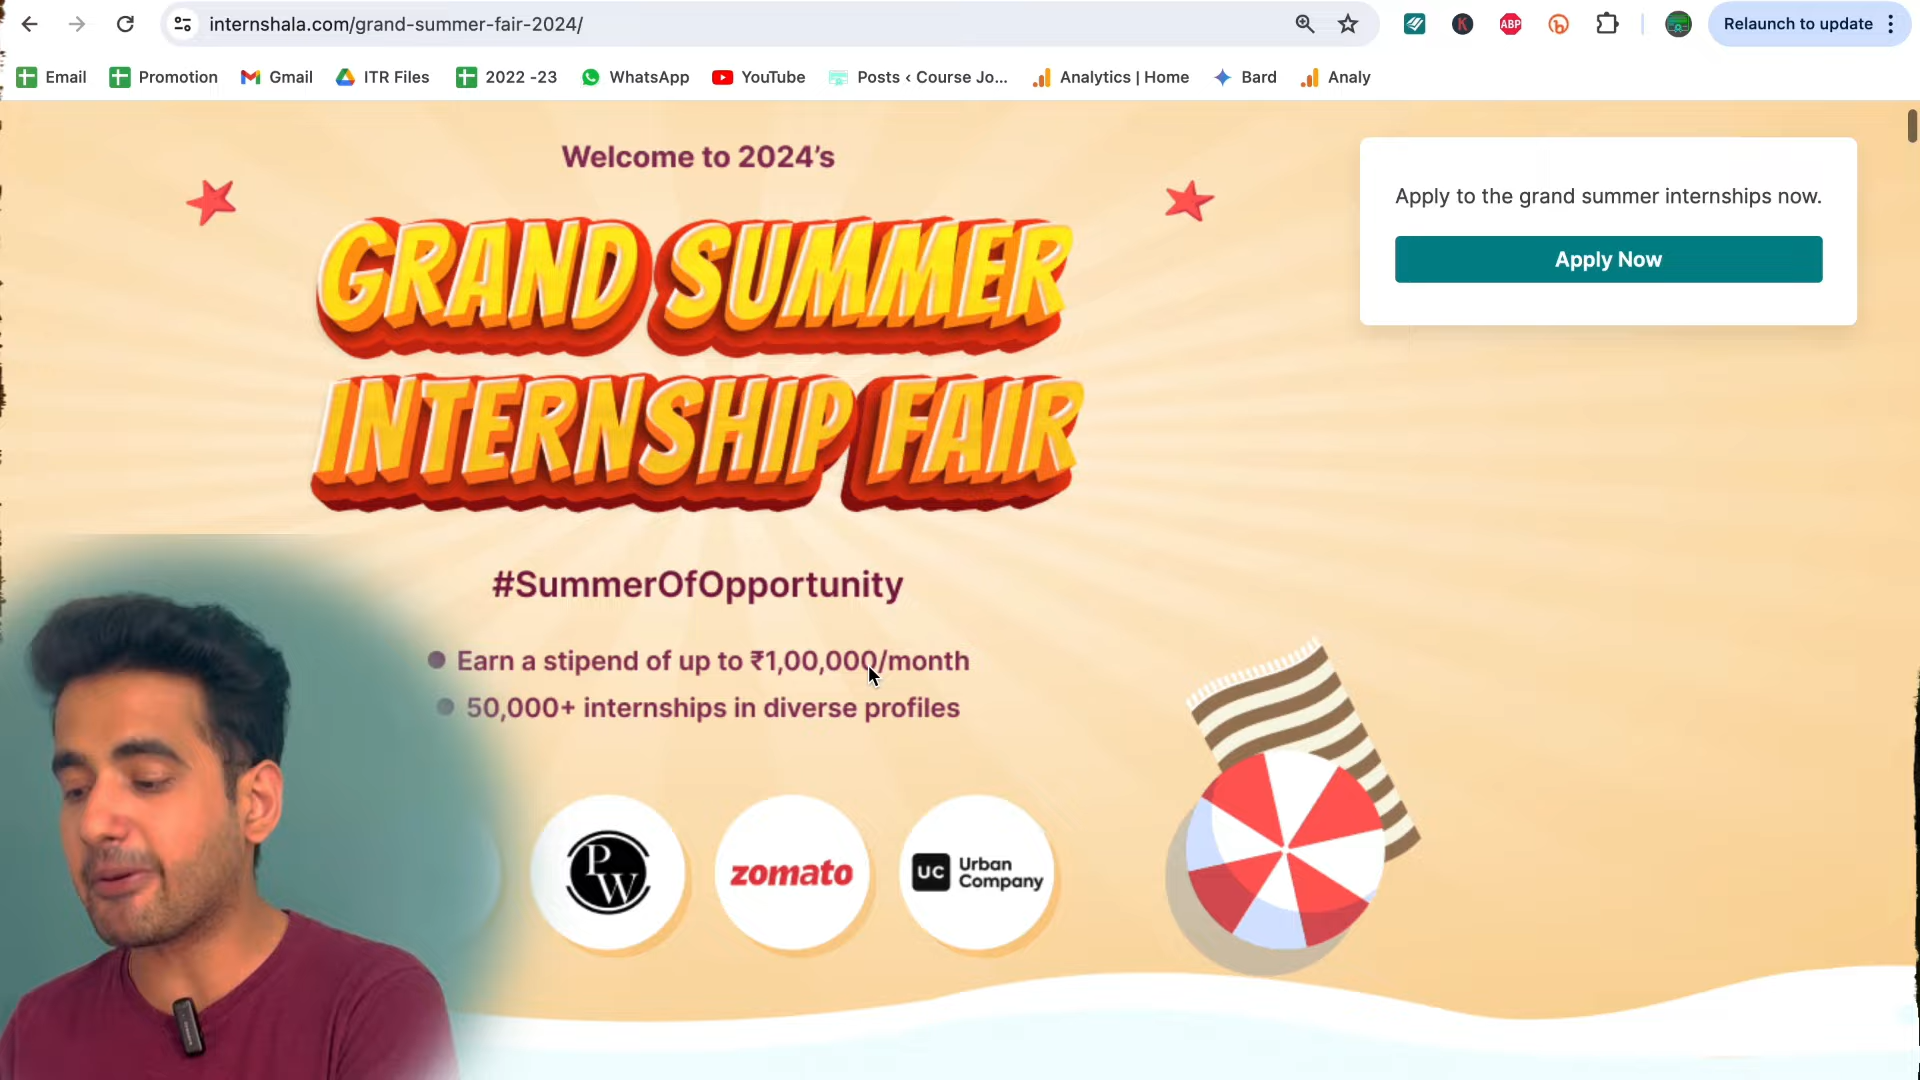 internshala.com/grand-summer-fair-2024/
K
ABP
Relaunch to update
Email
Promotion
Gmail
ITR Files
2022 -23
WhatsApp
YouTube
Posts ‹ Course Jo...
Analytics | Home
Bard
Analy
Welcome to 2024's
GRAND SUMMER
INTERNSHIP FAIR
Apply to the grand summer internships now.
Apply Now
#SummerOfOpportunity
Earn a stipend of up to ₹1,00,000/month
50,000+ internships in diverse profiles
PW
zomato
UC Urban
Company